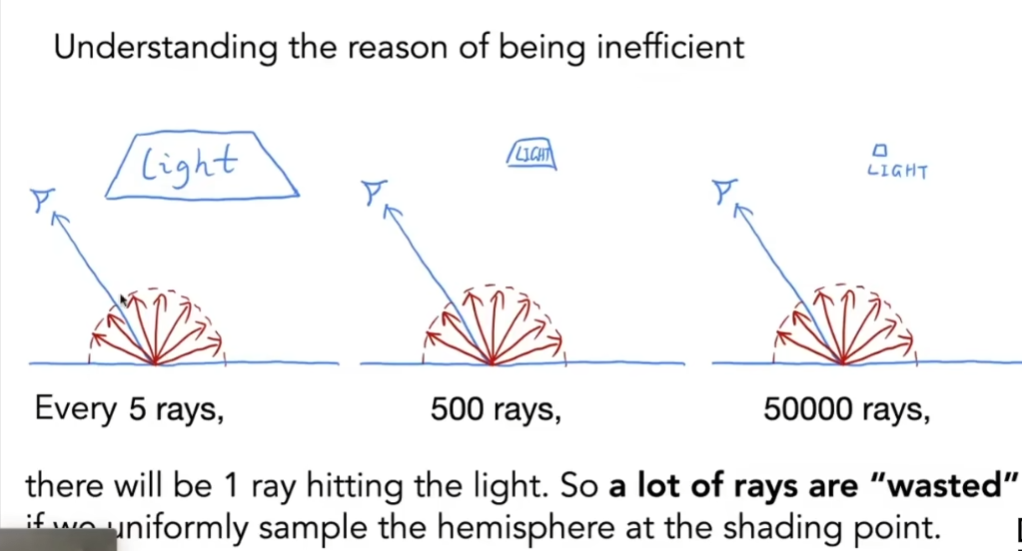 Understanding the reason of being inefficient
Light
LIGHT
LIGHT
Every 5 rays,
500 rays,
50000 rays,
there will be 1 ray hitting the light. So a lot of rays are “wasted”
if we uniformly sample the hemisphere at the shading point.